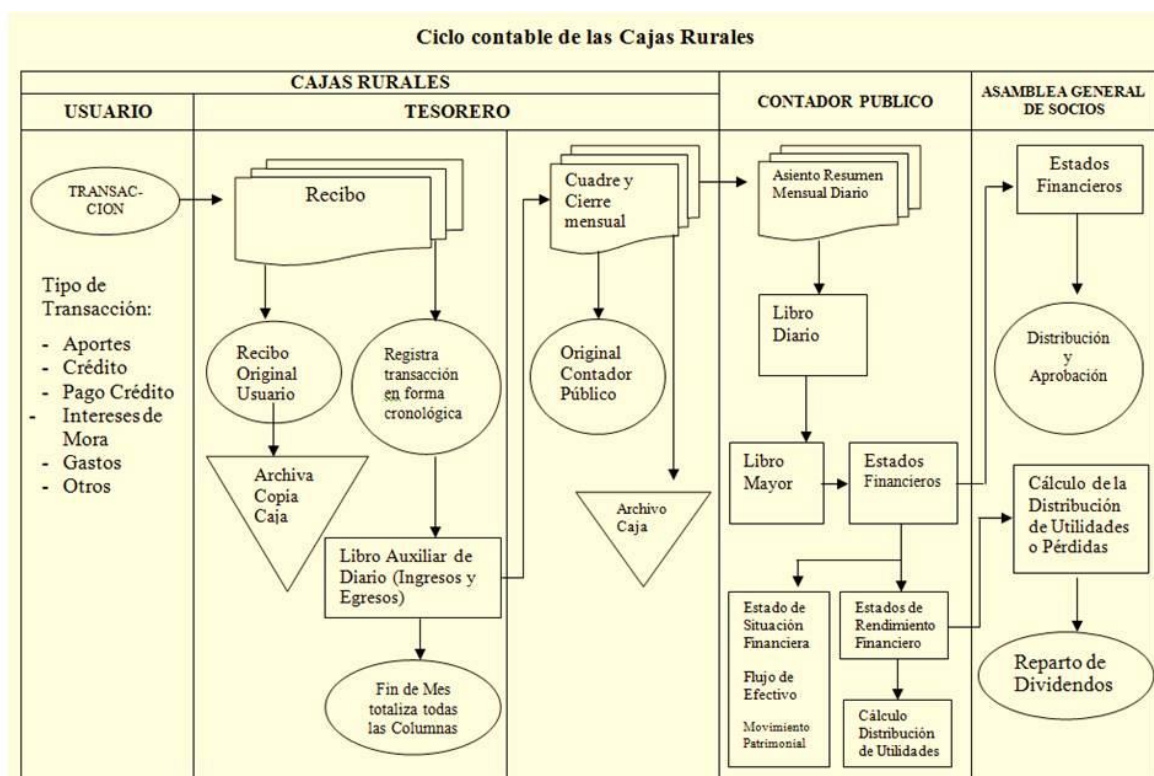 Ciclo contable de las Cajas Rurales
CAJAS RURALES
USUARIO
TESORERO
CONTADOR PUBLICO
ASAMBLEA GENERAL
DE SOCIOS
TRANSAC-
CION
Tipo de
Transacción:
- Aportes
- Crédito
- Pago Crédito
- Intereses de
Mora
- Gastos
- Otros
Recibo
Recibo
Original
Usuario
Archiva
Copia
Caja
Registra
transacción
en forma
cronológica
Libro Auxiliar de
Diario (Ingresos y
Egresos)
Fin de Mes
totaliza todas
las Columnas
Cuadre y
Cierre
mensual
Original
Contador
Público
Archivo
Caja
Asiento Resumen
Mensual Diario
Libro
Diario
Libro
Mayor
Estados
Financieros
Estado de
Situación
Financiera
Flujo de
Efectivo
Movimiento
Patrimonial
Estados de
Rendimiento
Financiero
Cálculo
Distribución
de Utilidades
Estados
Financieros
Distribución
y
Aprobación
Cálculo de la
Distribución
de Utilidades
o Pérdidas
Reparto de
Dividendos